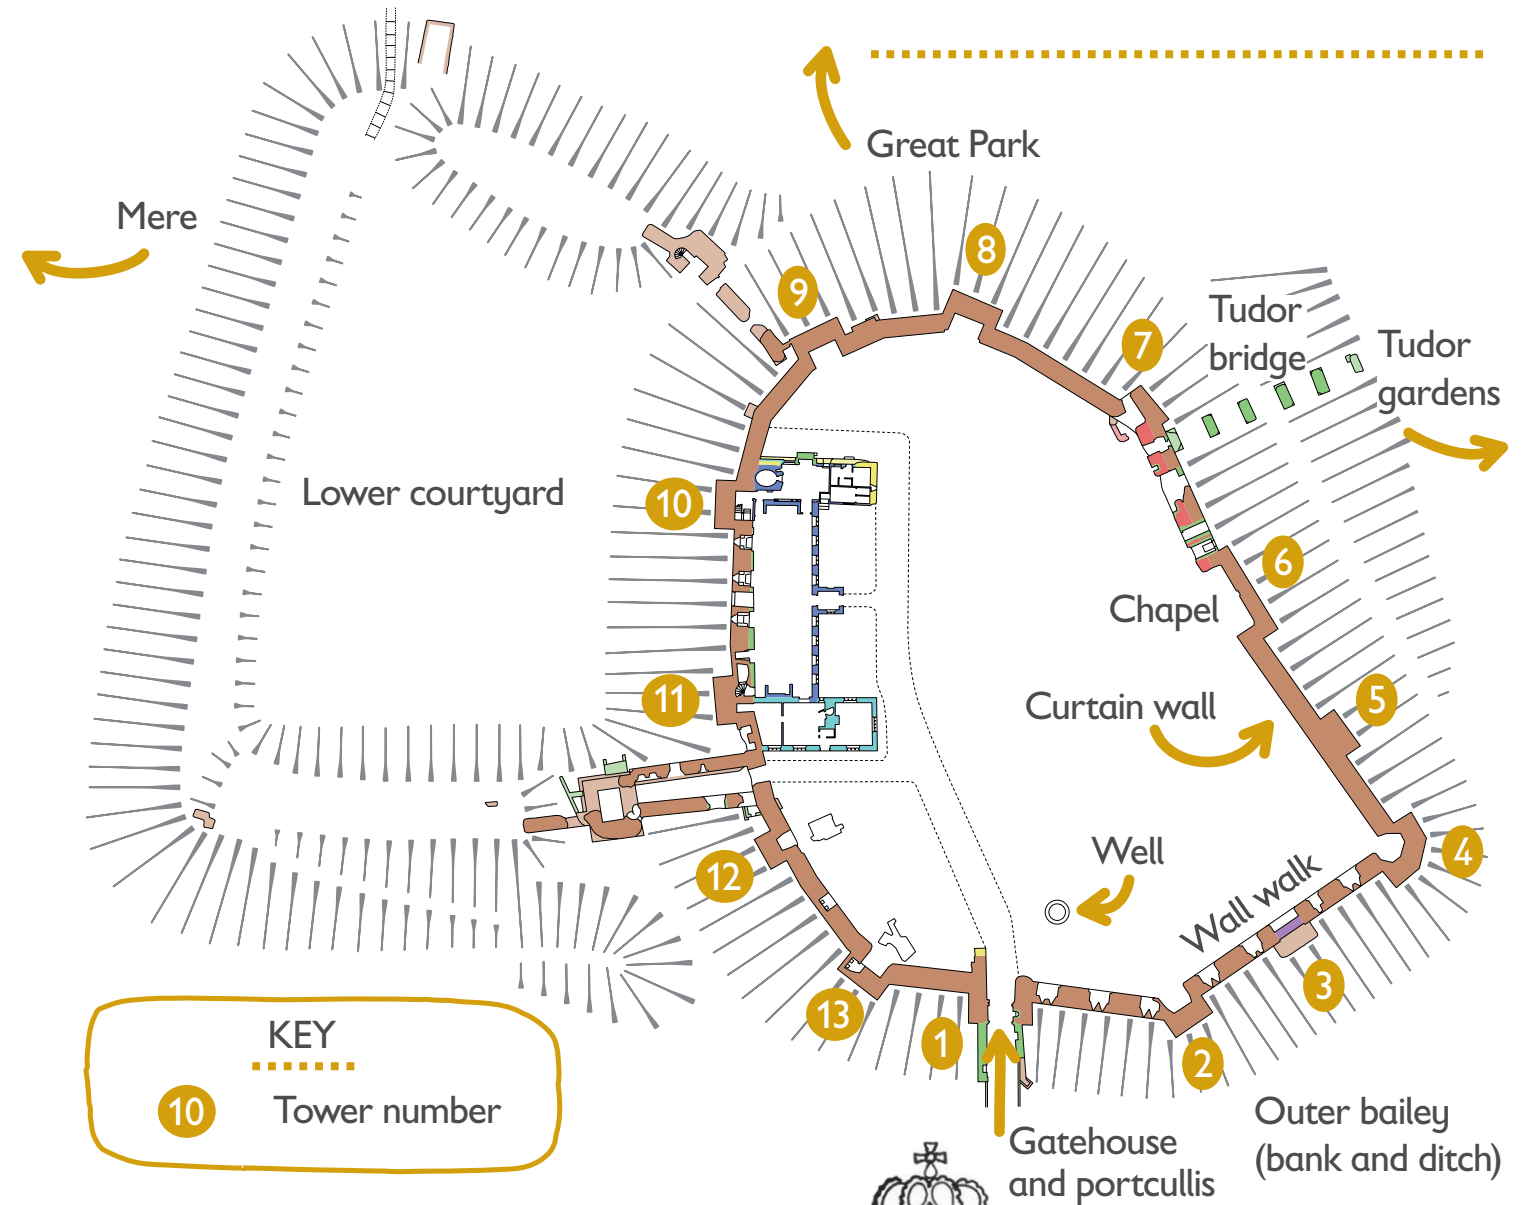 Great Park
Mere
8
9
Tudor
bridge
7
Tudor
gardens
Lower courtyard
10
6
Chapel
11
5
Curtain wall
Well
4
12
Wall walk
3
13
1
2
KEY
10 Tower number
Gatehouse
and portcullis
Outer bailey
(bank and ditch)